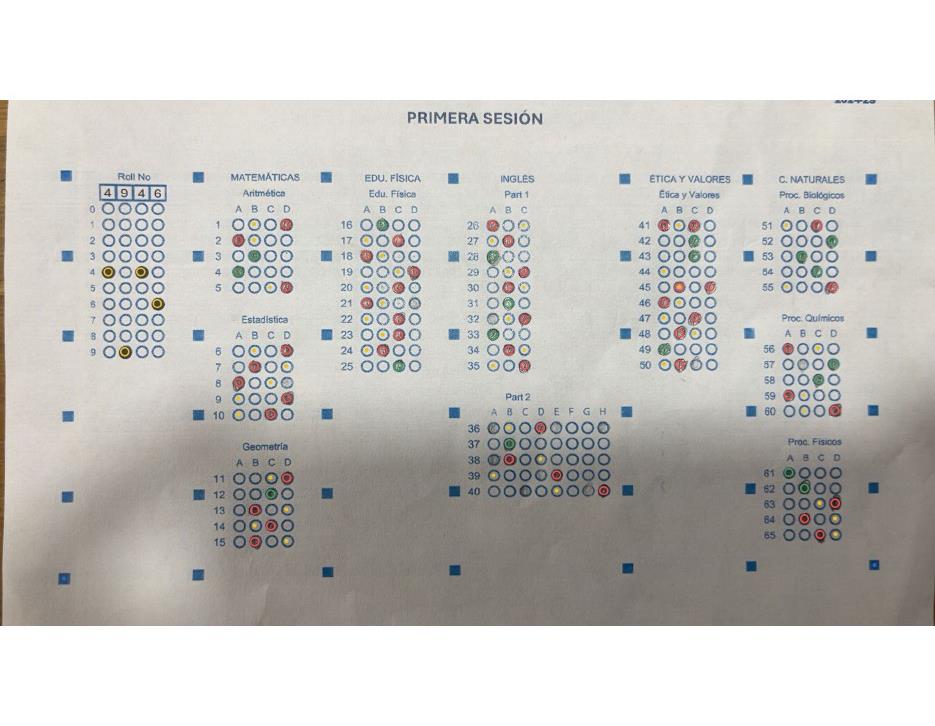 2024-25
PRIMERA SESIÓN
Roll No
4 9 4 6
0
1
2
3
4
5
6
7
8
9
MATEMÁTICAS
Aritmética
A B C D
1
2
3
4
5
Estadística
A B C D
6
7
8
9
10
Geometría
A B C D
11
12
13
14
15
EDU. FÍSICA
Edu. Física
A B C D
16
17
18
19
20
21
22
23
24
25
INGLÉS
Part 1
A B C
26
27
28
29
30
31
32
33
34
35
Part 2
A B C D E F G H
36
37
38
39
40
ÉTICA Y VALORES
Ética y Valores
A B C D
41
42
43
44
45
46
47
48
49
50
C. NATURALES
Proc. Biológicos
A B C D
51
52
53
54
55
Proc. Químicos
A B C D
56
57
58
59
60
Proc. Físicos
A B C D
61
62
63
64
65